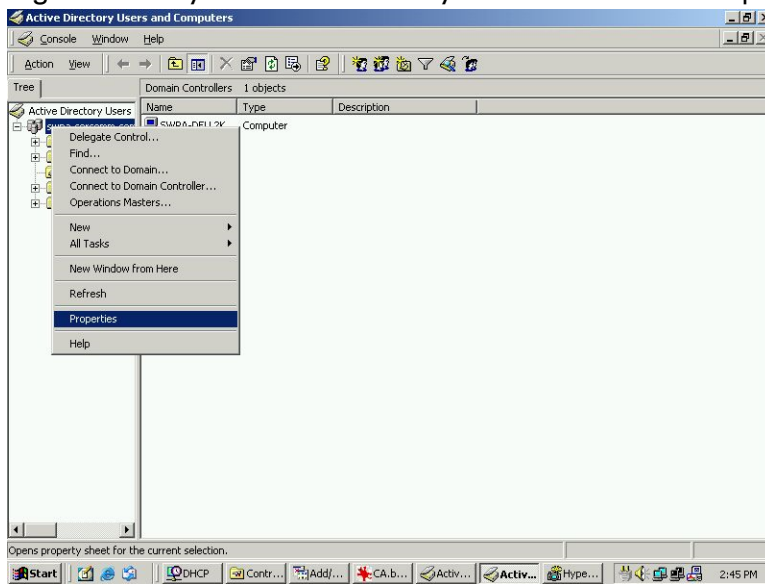 Active Directory Users and Computers
Console Window Help
Action View
Tree
Domain Controllers 1 objects
Active Directory Users
Name Type Description
SWPA-DELL2K Computer
Delegate Control...
Find...
Connect to Domain...
Connect to Domain Controller...
Operations Masters...
New
All Tasks
New Window from Here
Refresh
Properties
Help
Opens property sheet for the current selection.
Start DHCP Contr... Add/... CA.b... Activ... Activ... Hype... 2:45 PM